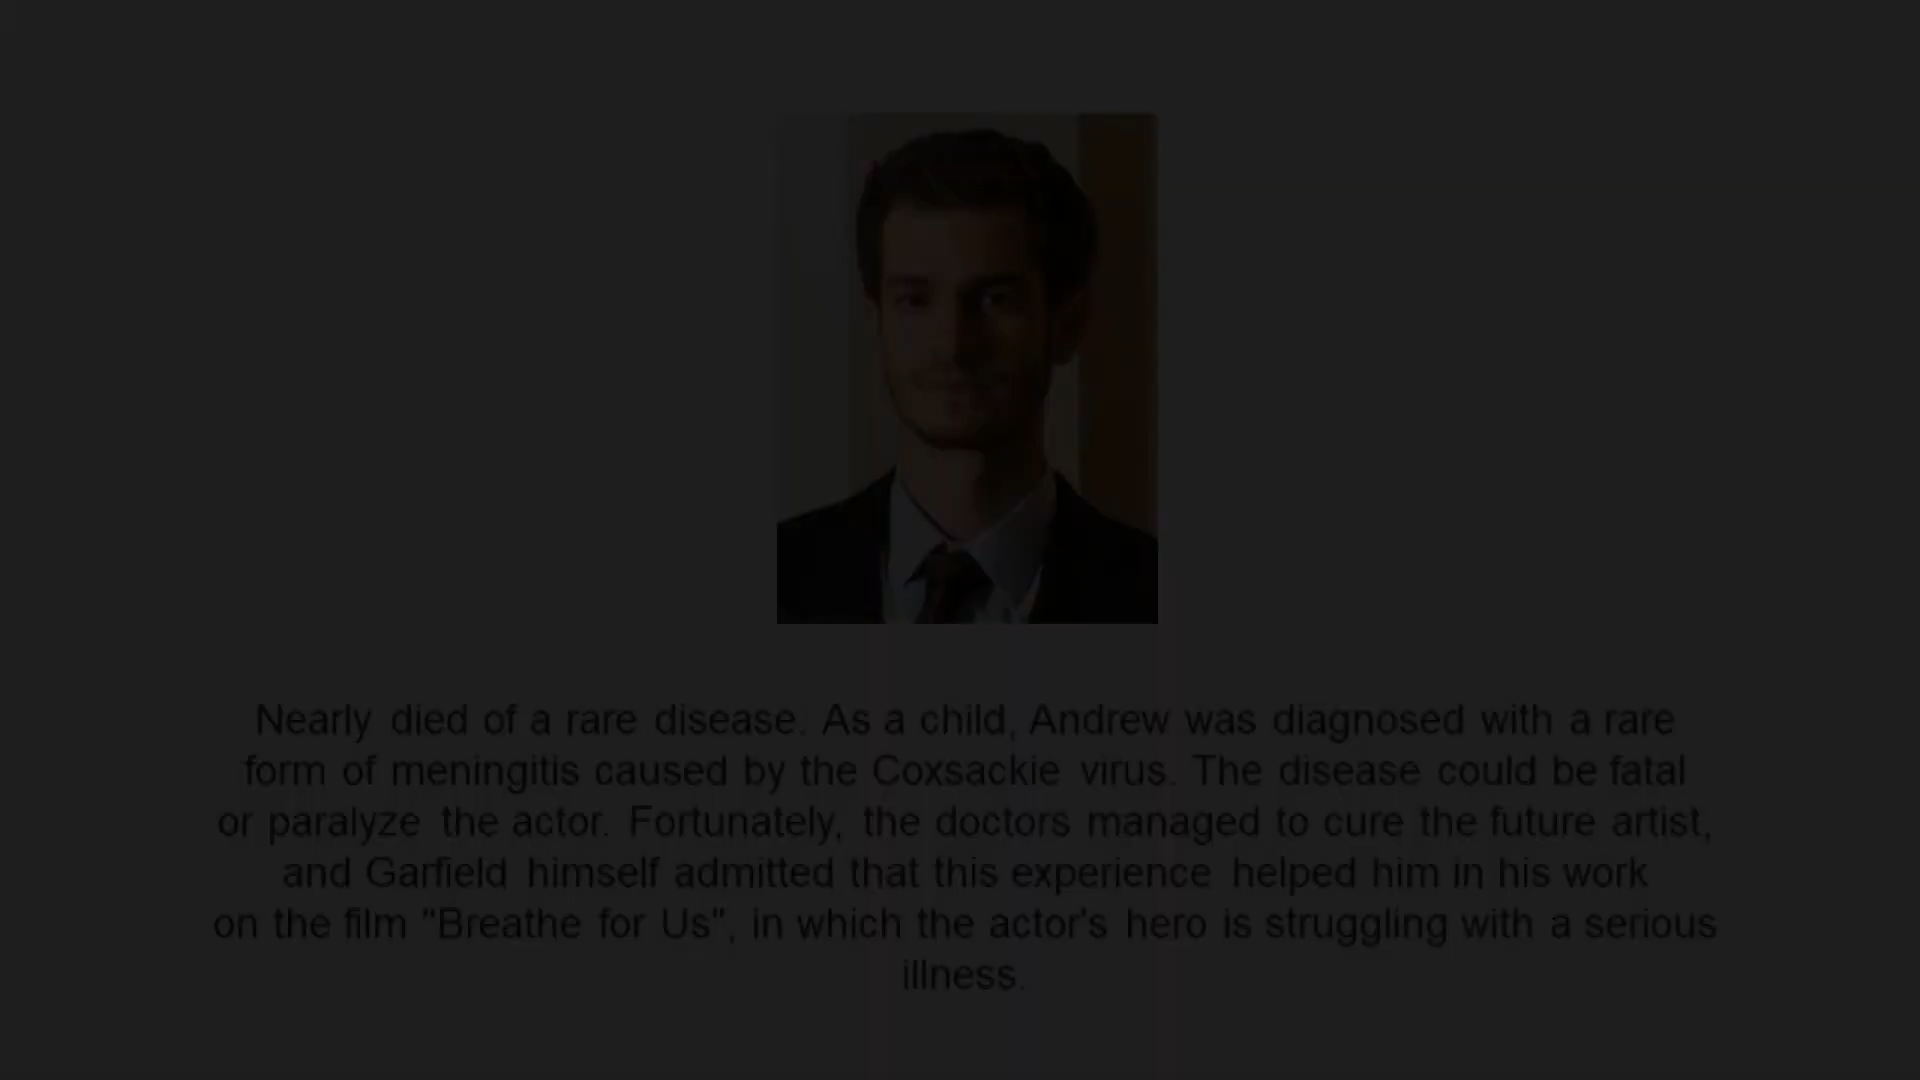 Nearly died of a rare disease. As a child, Andrew was diagnosed with a rare
form of meningitis caused by the Coxsackie virus. The disease could be fatal
or paralyze the actor. Fortunately, the doctors managed to cure the future artist,
and Garfield himself admitted that this experience helped him in his work
on the film "Breathe for Us", in which the actor's hero is struggling with a serious
illness.